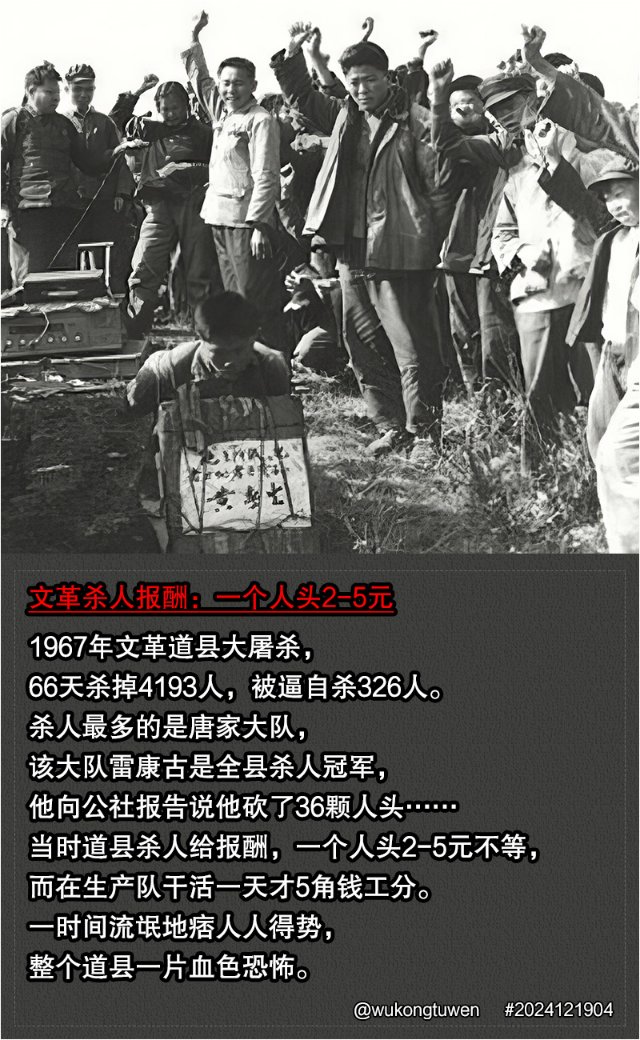 文革杀人报酬：一个人头2-5元
1967年文革道县大屠杀，
66天杀掉4193人，被逼自杀326人。
杀人最多的是唐家大队，
该大队雷康古是全县杀人冠军，
他向公社报告说他砍了36颗人头……
当时道县杀人给报酬，一个人头2-5元不等，
而在生产队干活一天才5角钱工分。
一时间流氓地痞人人得势，
整个道县一片血色恐怖。
@wukongtuwen #2024121904